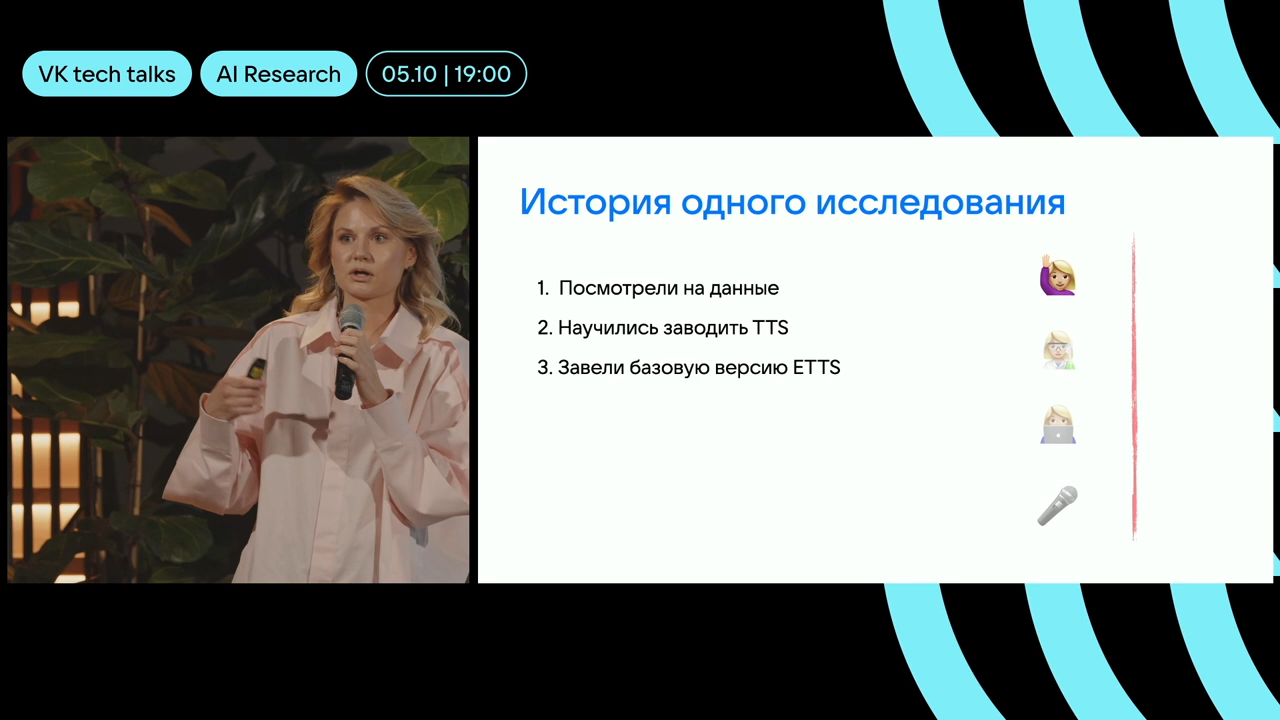 VK tech talks
AI Research
05.10 | 19:00
История одного исследования
1. Посмотрели на данные
2. Научились заводить TTS
3. Завели базовую версию ETTS